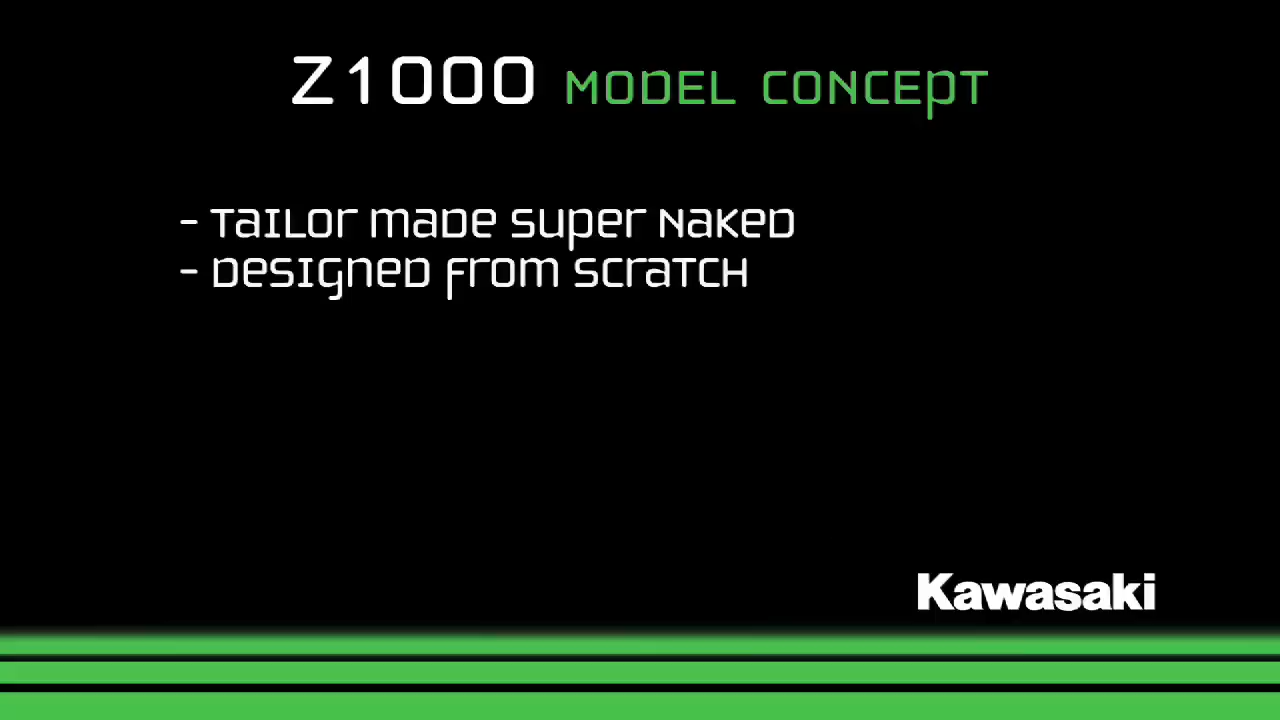 Z1000 MODEL CONCEPT
- TAILOR MADE SUPER NAKED
- DESIGNED FROM SCRATCH
Kawasaki